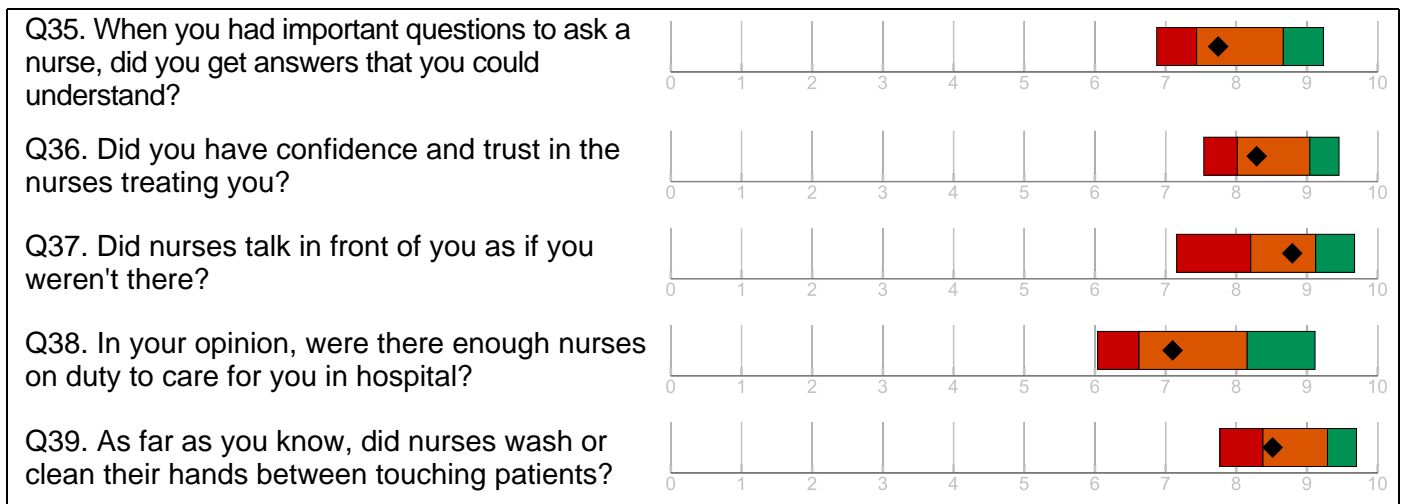 Q35. When you had important questions to ask a
nurse, did you get answers that you could
understand?
0 1 2 3 4 5 6 7 8 9 10
Q36. Did you have confidence and trust in the
nurses treating you?
0 1 2 3 4 5 6 7 8 9 10
Q37. Did nurses talk in front of you as if you
weren't there?
0 1 2 3 4 5 6 7 8 9 10
Q38. In your opinion, were there enough nurses
on duty to care for you in hospital?
0 1 2 3 4 5 6 7 8 9 10
Q39. As far as you know, did nurses wash or
clean their hands between touching patients?
0 1 2 3 4 5 6 7 8 9 10